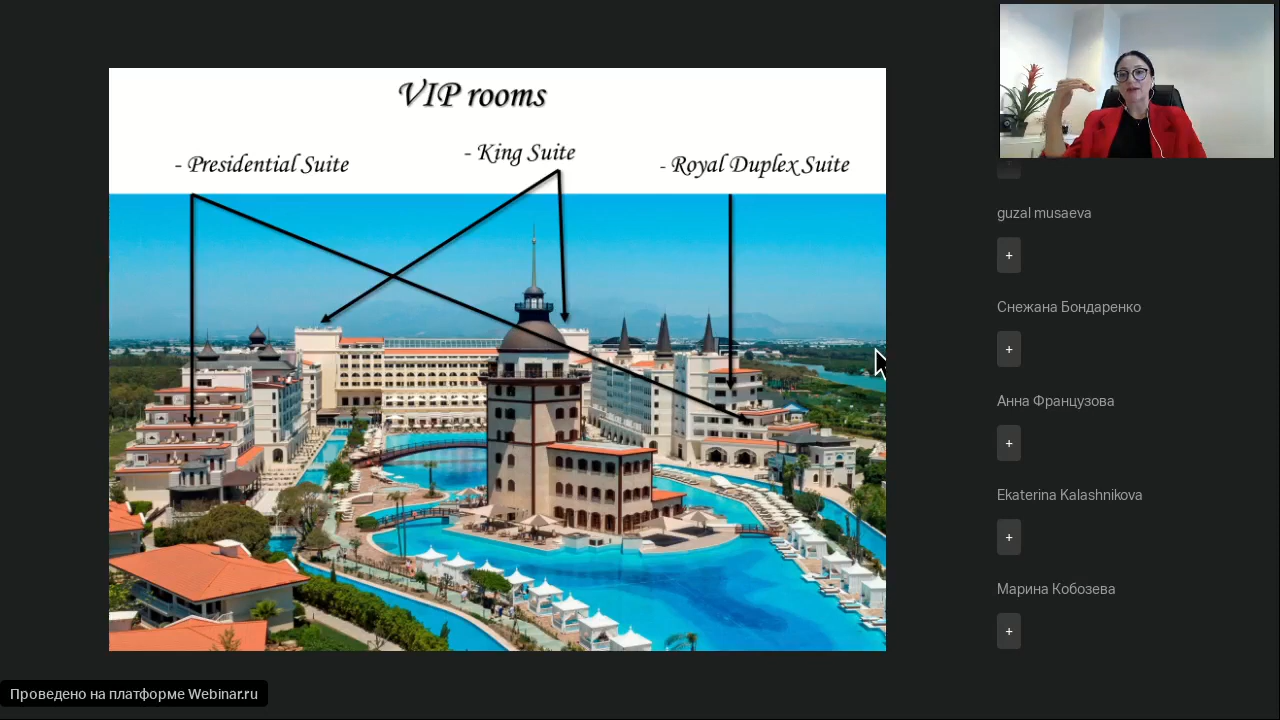 VIP rooms
- Presidential Suite
- King Suite
- Royal Duplex Suite
guzal musaeva
+
Снежана Бондаренко
+
Анна Французова
+
Ekaterina Kalashnikova
+
Марина Кобозева
+
Проведено на платформе Webinar.ru